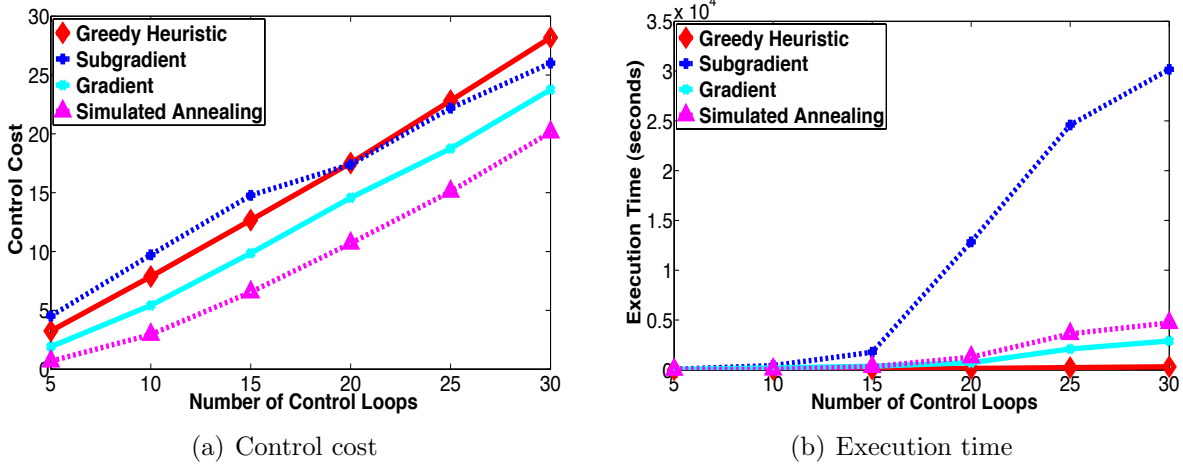 30
25
20
15
10
5
0
Control Cost
Greedy Heuristic
Subgradient
Gradient
Simulated Annealing
5 10 15 20 25 30
Number of Control Loops
(a) Control cost
3.5 x 10^4
3
2.5
2
1.5
1
0.5
0
Execution Time (seconds)
Greedy Heuristic
Subgradient
Gradient
Simulated Annealing
5 10 15 20 25 30
Number of Control Loops
(b) Execution time